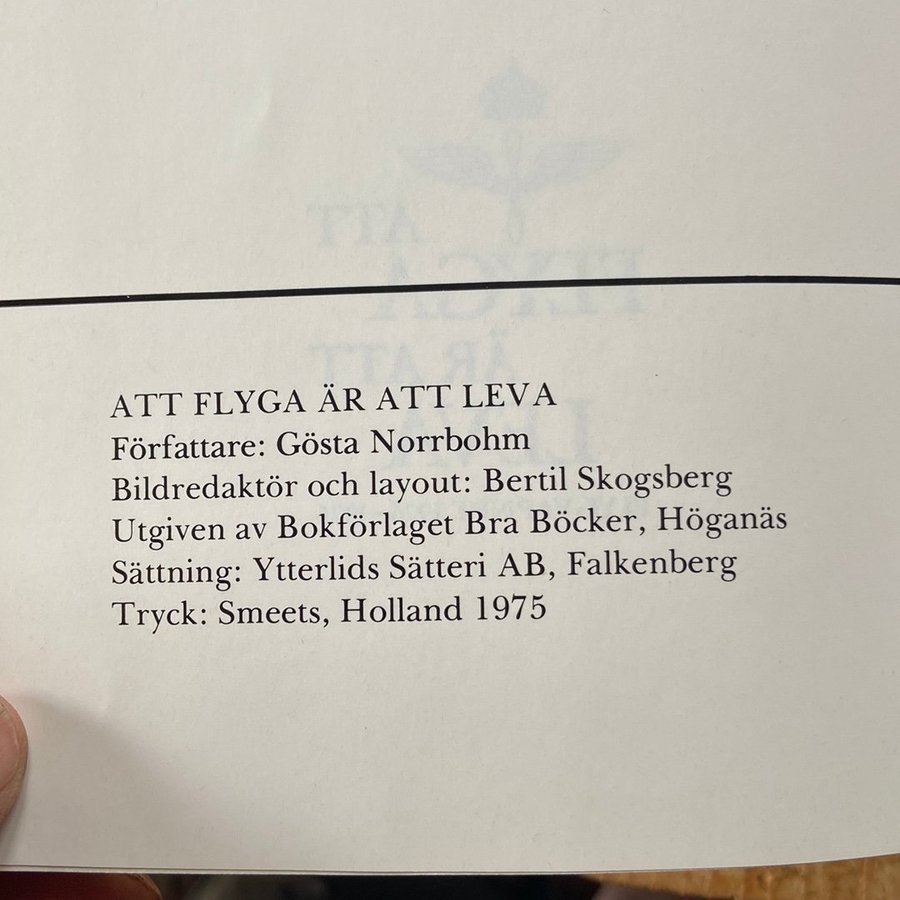 ATT FLYGA ÄR ATT LEVA
Författare: Gösta Norrbohm
Bildredaktör och layout: Bertil Skogsberg
Utgiven av Bokförlaget Bra Böcker, Höganäs
Sättning: Ytterlids Sätteri AB, Falkenberg
Tryck: Smeets, Holland 1975